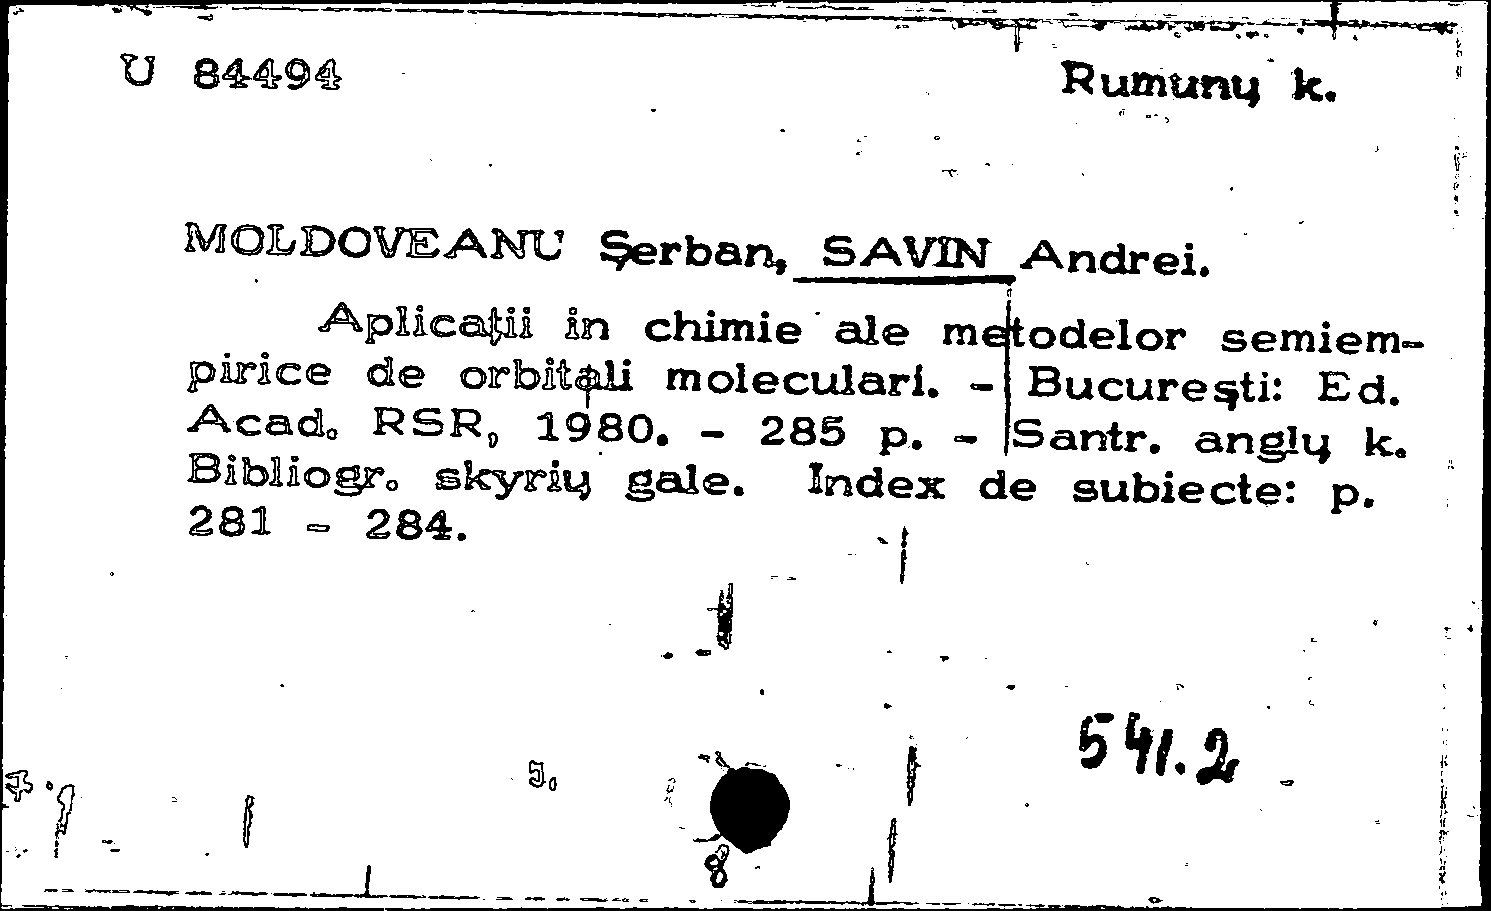 U 84494
Rumunų k.
MOLDOVEANU Şerban, SAVIN Andrei.
Aplicaţii in chimie ale metodelor semiem-
pirice de orbitali moleculari. - Bucureşti: Ed.
Acad. RSR, 1980. - 285 p. - Santr. anglų k.
Bibliogr. skyrių gale. Index de subiecte: p.
281 - 284.
541.2